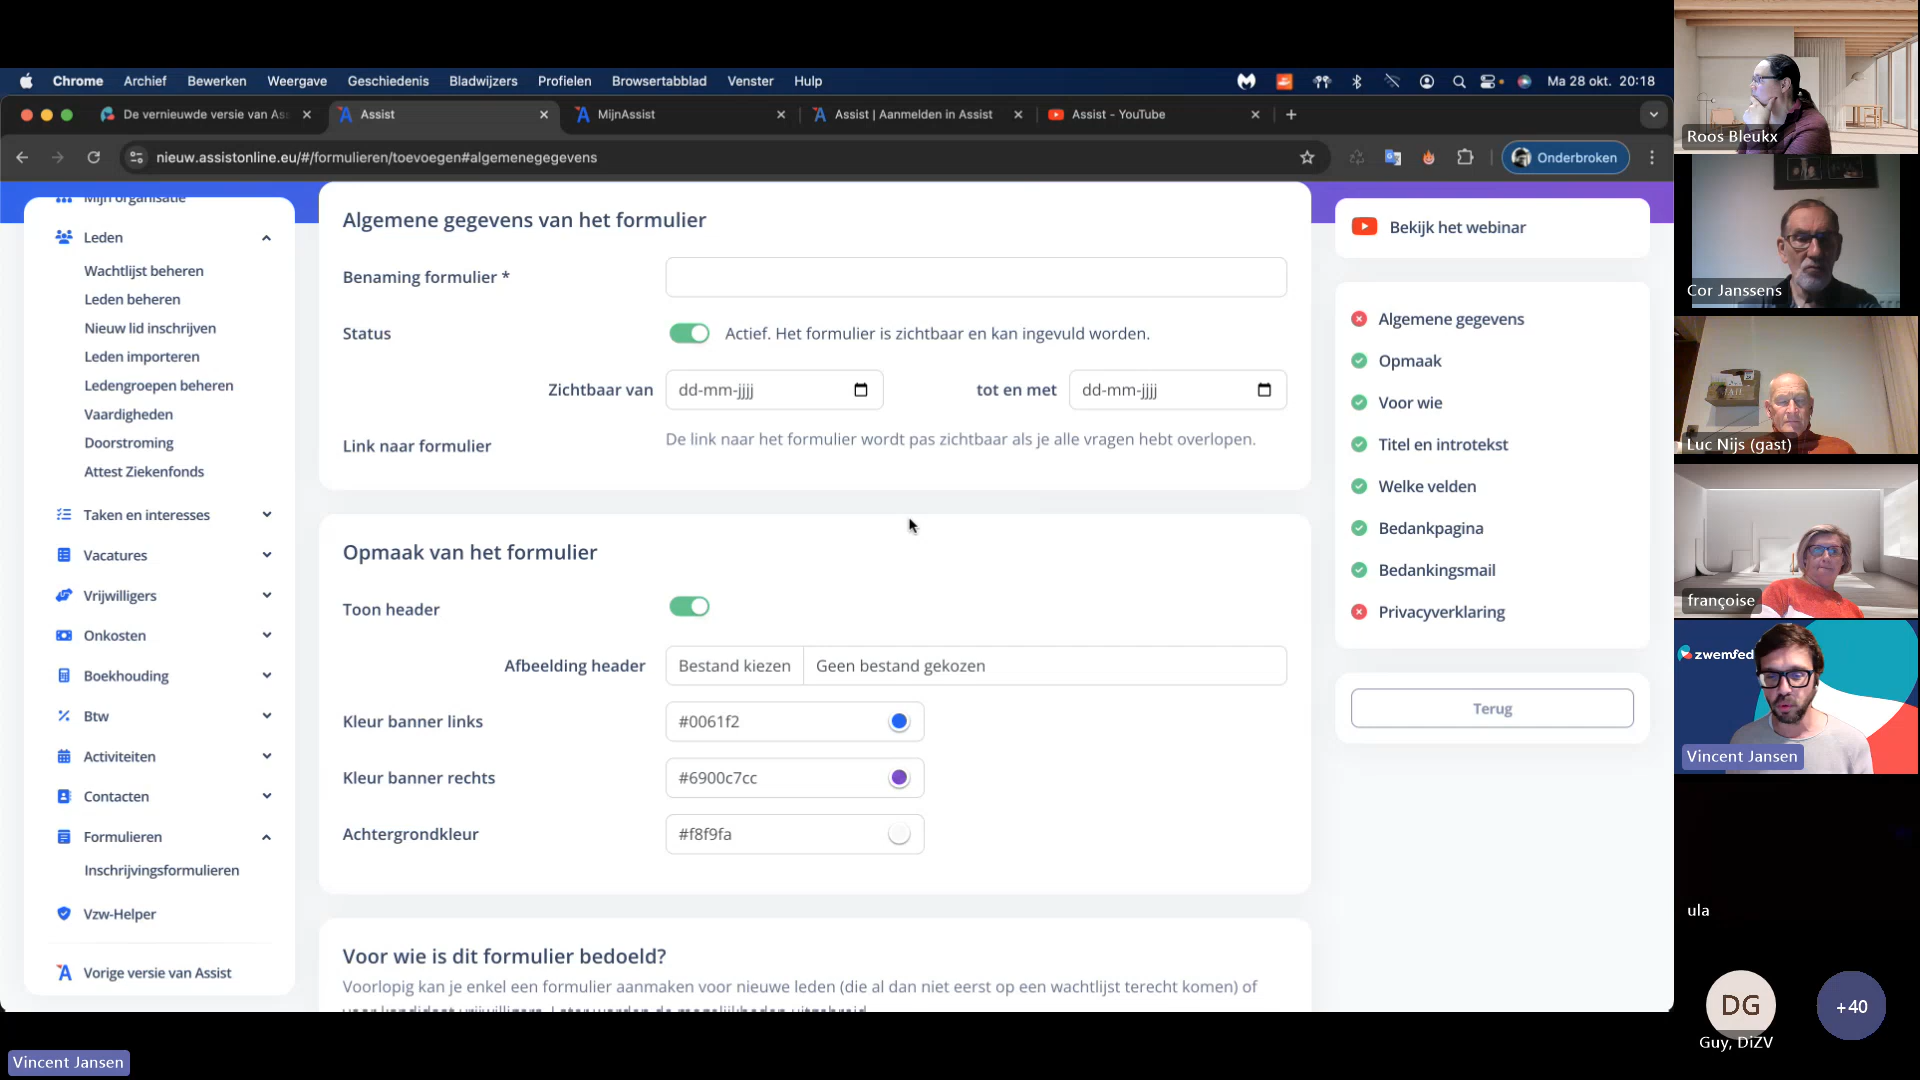 Chrome Archief Bewerken Weergave Geschiedenis Bladwijzers Profielen Browsertabblad Venster Hulp
Ma 28 okt. 20:18
De vernieuwde versie van Ass
Assist
MijnAssist
Assist | Aanmelden in Assist
Assist - YouTube
nieuw.assistonline.eu/#/formulieren/toevoegen#algemenegegevens
Onderbroken
Mijn organisatie
Leden
Wachtlijst beheren
Leden beheren
Nieuw lid inschrijven
Leden importeren
Ledengroepen beheren
Vaardigheden
Doorstroming
Attest Ziekenfonds
Taken en interesses
Vacatures
Vrijwilligers
Onkosten
Boekhouding
Btw
Activiteiten
Contacten
Formulieren
Inschrijvingsformulieren
Vzw-Helper
Vorige versie van Assist
Algemene gegevens van het formulier
Benaming formulier *
Status
Actief. Het formulier is zichtbaar en kan ingevuld worden.
Zichtbaar van
dd-mm-jjjj
tot en met
dd-mm-jjjj
Link naar formulier
De link naar het formulier wordt pas zichtbaar als je alle vragen hebt overlopen.
Opmaak van het formulier
Toon header
Afbeelding header
Bestand kiezen
Geen bestand gekozen
Kleur banner links
#0061f2
Kleur banner rechts
#6900c7cc
Achtergrondkleur
#f8f9fa
Voor wie is dit formulier bedoeld?
Voorlopig kan je enkel een formulier aanmaken voor nieuwe leden (die al dan niet eerst op een wachtlijst terecht komen) of
Bekijk het webinar
Algemene gegevens
Opmaak
Voor wie
Titel en introtekst
Welke velden
Bedankpagina
Bedankingsmail
Privacyverklaring
Terug
Roos Bleukx
Cor Janssens
Luc Nijs (gast)
françoise
zwemfed
Vincent Jansen
ula
DG
Guy, DiZV
+40
Vincent Jansen